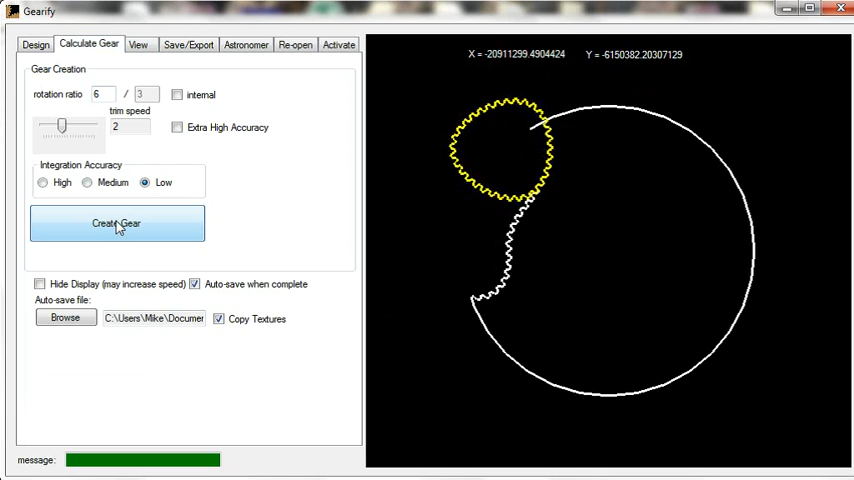 Gearify
Design Calculate Gear View Save/Export Astronomer Re-open Activate
X = -20911299.4904424 Y = -6150382.20307129
Gear Creation
rotation ratio 6 / 3 internal
trim speed
2 Extra High Accuracy
Integration Accuracy
High Medium Low
Create Gear
Hide Display (may increase speed) Auto-save when complete
Auto-save file:
Browse C:\Users\Mike\Documer Copy Textures
message: